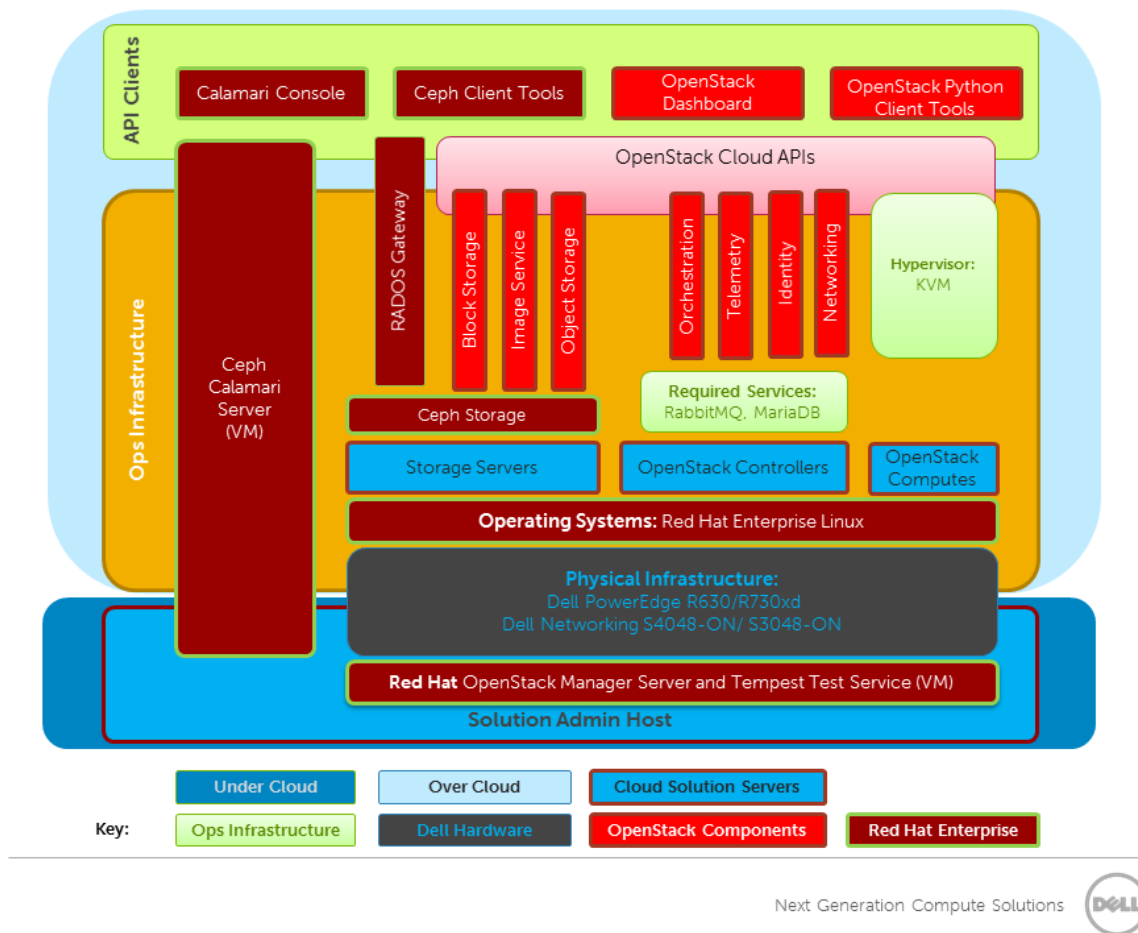 API Clients
Calamari Console
Ceph Client Tools
OpenStack
Dashboard
OpenStack Python
Client Tools
OpenStack Cloud APIs
Ops Infrastructure
Ceph
Calamari
Server
(VM)
RADOS Gateway
Block Storage
Image Service
Object Storage
Orchestration
Telemetry
Identity
Networking
Hypervisor:
KVM
Required Services:
RabbitMQ, MariaDB
Ceph Storage
Storage Servers
OpenStack Controllers
OpenStack
Computes
Operating Systems: Red Hat Enterprise Linux
Physical Infrastructure:
Dell PowerEdge R630/R730xd
Dell Networking S4048-ON/ S3048-ON
Red Hat OpenStack Manager Server and Tempest Test Service (VM)
Solution Admin Host
Under Cloud
Over Cloud
Cloud Solution Servers
Key:
Ops Infrastructure
Dell Hardware
OpenStack Components
Red Hat Enterprise
Next Generation Compute Solutions
DELL